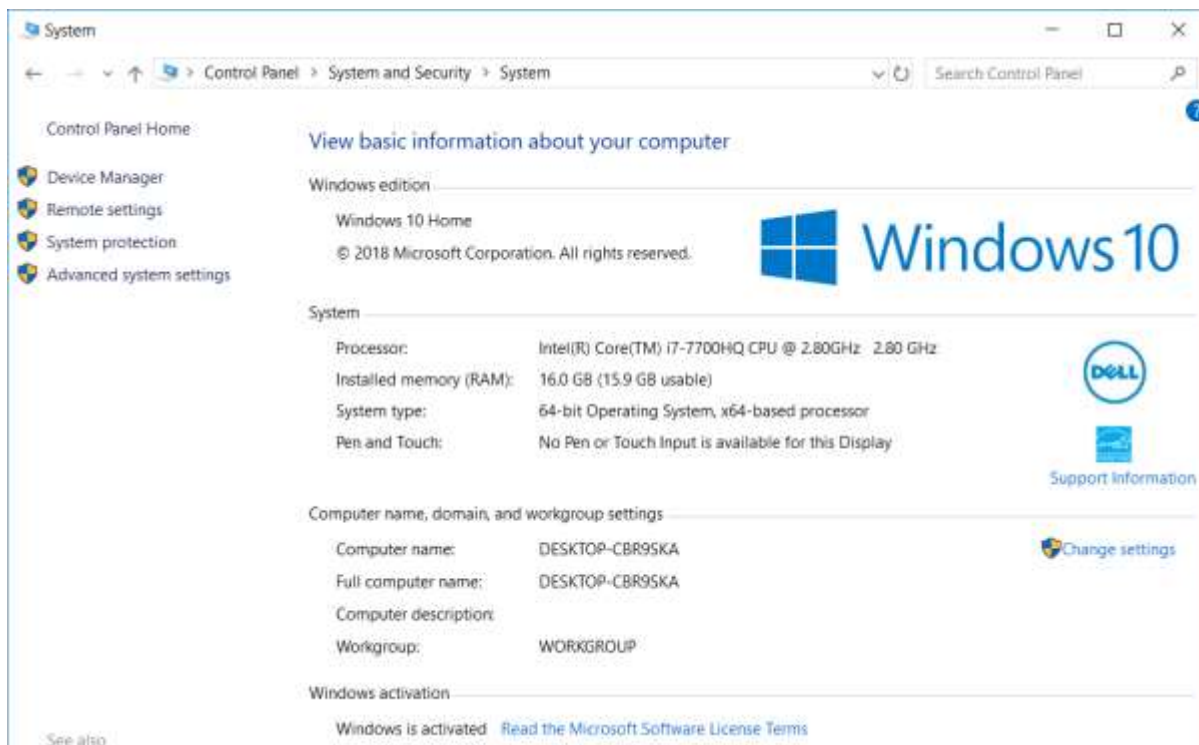 System
Control Panel > System and Security > System
Search Control Panel
?
Control Panel Home
Device Manager
Remote settings
System protection
Advanced system settings
View basic information about your computer
Windows edition
Windows 10 Home
© 2018 Microsoft Corporation. All rights reserved.
Windows 10
System
Processor: Intel(R) Core(TM) i7-7700HQ CPU @ 2.80GHz 2.80 GHz
Installed memory (RAM): 16.0 GB (15.9 GB usable)
System type: 64-bit Operating System, x64-based processor
Pen and Touch: No Pen or Touch Input is available for this Display
DELL
Support Information
Computer name, domain, and workgroup settings
Computer name: DESKTOP-CBR9SKA
Change settings
Full computer name: DESKTOP-CBR9SKA
Computer description:
Workgroup: WORKGROUP
Windows activation
Windows is activated Read the Microsoft Software License Terms
See also